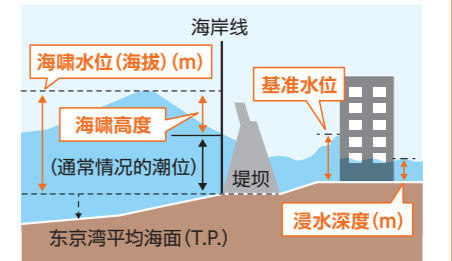 海岸线
海啸水位(海拔)(m)
基准水位
海啸高度
(通常情况的潮位)
堤坝
浸水深度(m)
东京湾平均海面(T.P.)